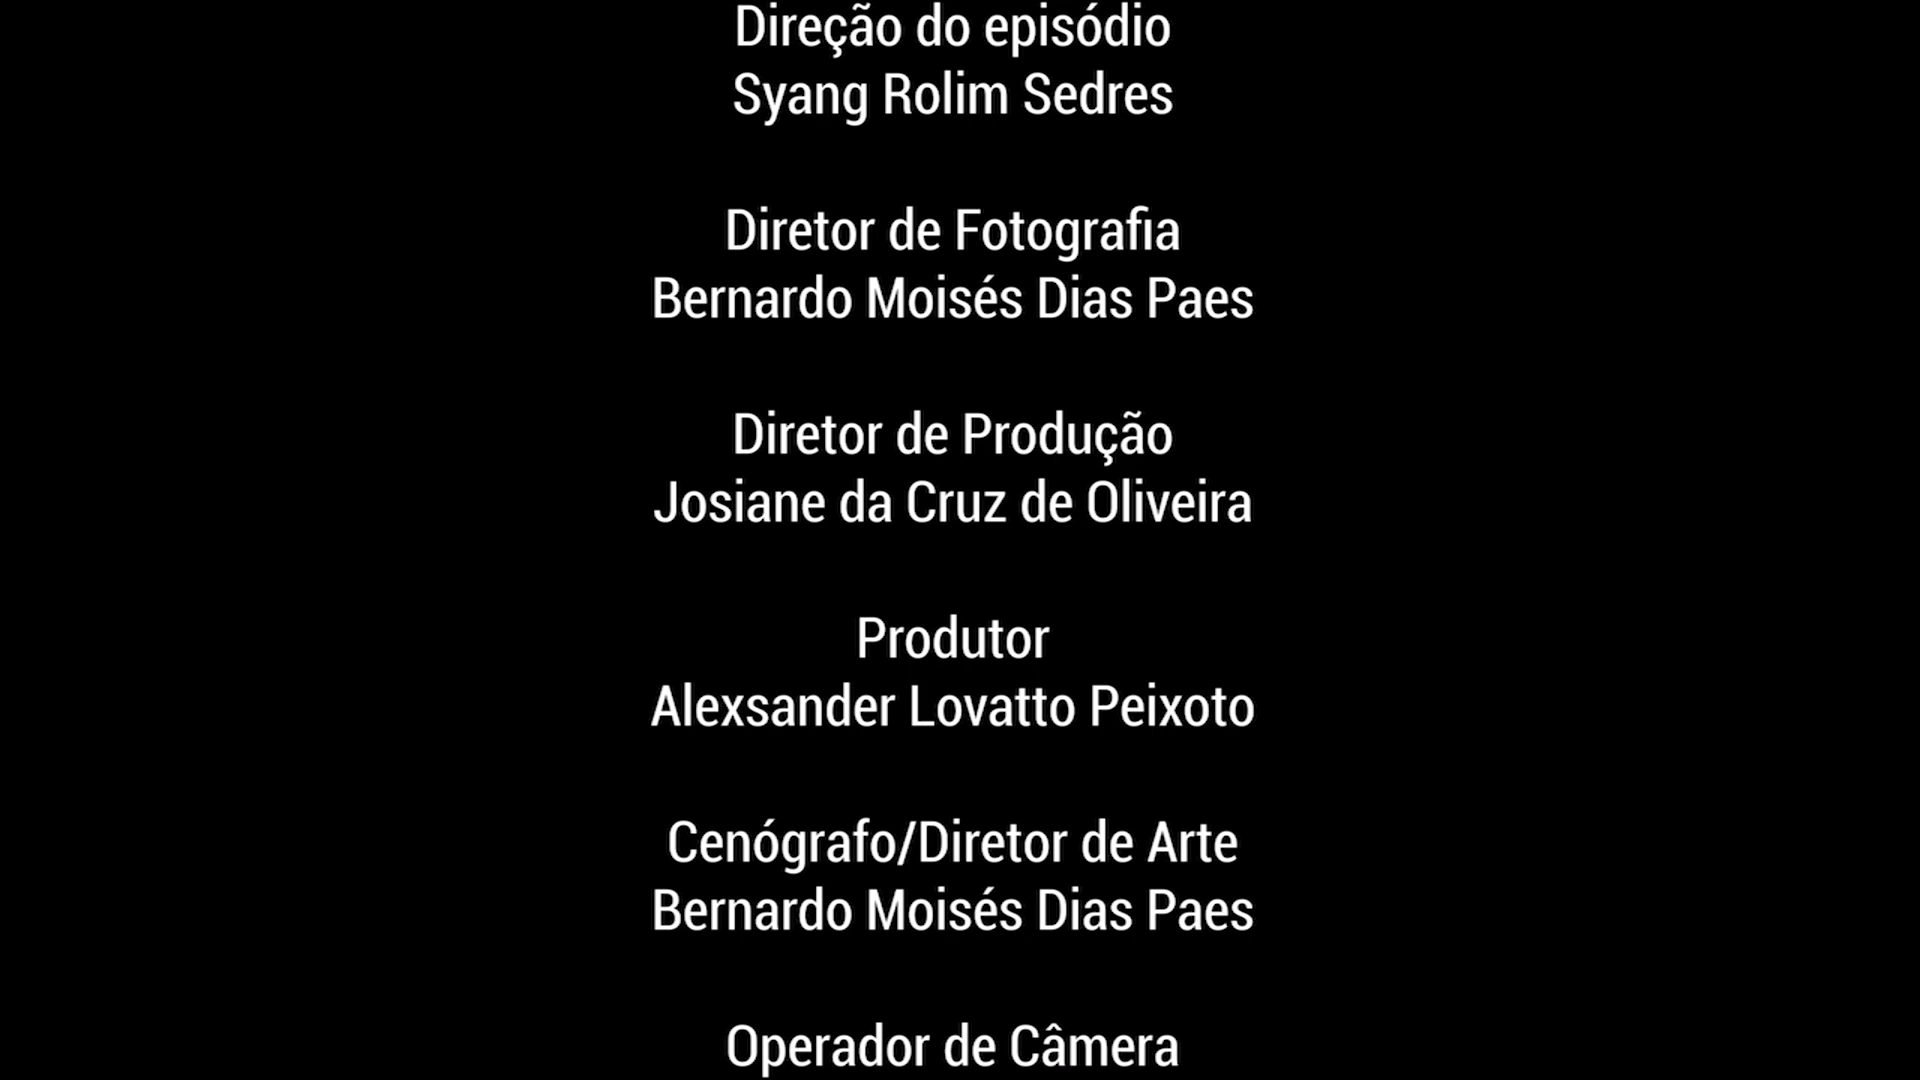 Direção do episódio
Syang Rolim Sedres
Diretor de Fotografia
Bernardo Moisés Dias Paes
Diretor de Produção
Josiane da Cruz de Oliveira
Produtor
Alexsander Lovatto Peixoto
Cenógrafo/Diretor de Arte
Bernardo Moisés Dias Paes
Operador de Câmera